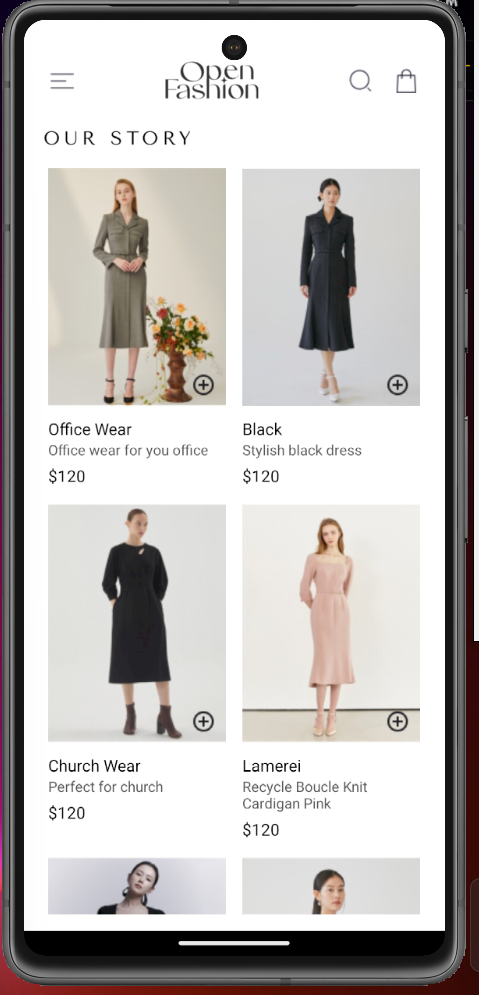 Open
Fashion
OUR STORY
Office Wear
Office wear for you office
$120
Black
Stylish black dress
$120
Church Wear
Perfect for church
$120
Lamerei
Recycle Boucle Knit
Cardigan Pink
$120